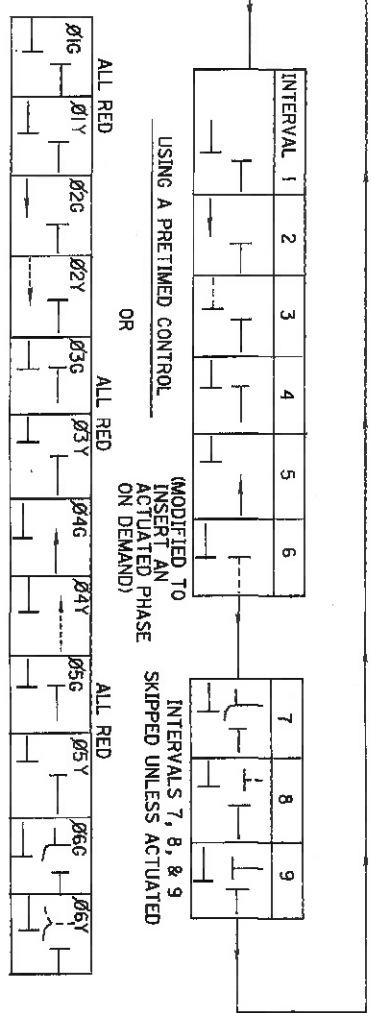 INTERVAL 1 2 3 4 5 6
7 8 9
USING A PRETIMED CONTROL
(MODIFIED TO
INSERT AN
ACTUATED PHASE
ON DEMAND)
INTERVALS 7, 8, & 9
SKIPPED UNLESS ACTUATED
OR
ALL RED
ALL RED
ALL RED
Ø1G Ø1Y Ø2G Ø2Y Ø3G Ø3Y Ø4G Ø4Y Ø5G Ø5Y Ø6G Ø6Y